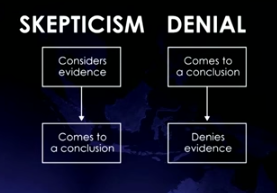 SKEPTICISM
Considers
evidence
Comes to
a conclusion
DENIAL
Comes to
a conclusion
Denies
evidence